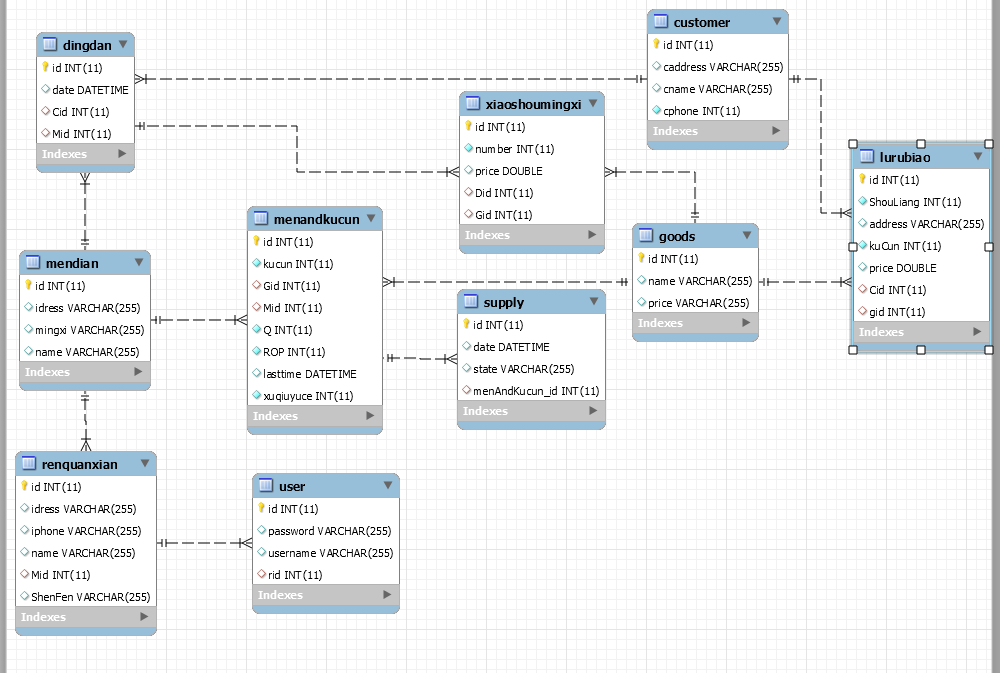 dingdan
id INT(11)
date DATETIME
Cid INT(11)
Mid INT(11)
Indexes
customer
id INT(11)
caddress VARCHAR(255)
cname VARCHAR(255)
cphone INT(11)
Indexes
xiaoshoumingxi
id INT(11)
number INT(11)
price DOUBLE
Did INT(11)
Gid INT(11)
Indexes
lurubiao
id INT(11)
ShouLiang INT(11)
address VARCHAR(255)
kuCun INT(11)
price DOUBLE
Cid INT(11)
gid INT(11)
Indexes
menandkucun
id INT(11)
kucun INT(11)
Gid INT(11)
Mid INT(11)
Q INT(11)
ROP INT(11)
lasttime DATETIME
xuqiuyuce INT(11)
Indexes
goods
id INT(11)
name VARCHAR(255)
price VARCHAR(255)
Indexes
mendian
id INT(11)
idress VARCHAR(255)
mingxi VARCHAR(255)
name VARCHAR(255)
Indexes
supply
id INT(11)
date DATETIME
state VARCHAR(255)
menAndKucun_id INT(11)
Indexes
renquanxian
id INT(11)
idress VARCHAR(255)
iphone VARCHAR(255)
name VARCHAR(255)
Mid INT(11)
ShenFen VARCHAR(255)
Indexes
user
id INT(11)
password VARCHAR(255)
username VARCHAR(255)
rid INT(11)
Indexes